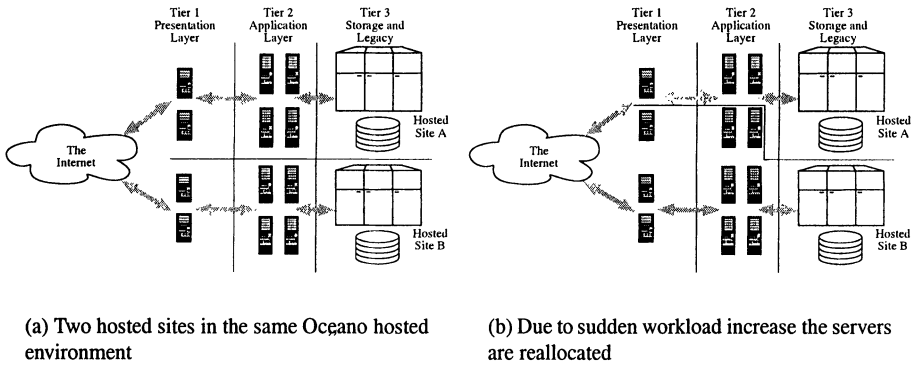 Tier 1
Presentation
Layer
Tier 2
Application
Layer
Tier 3
Storage and
Legacy
The
Internet
Hosted
Site A
Hosted
Site B
(a) Two hosted sites in the same Oceano hosted
environment
Tier 1
Presentation
Layer
Tier 2
Application
Layer
Tier 3
Storage and
Legacy
The
Internet
Hosted
Site A
Hosted
Site B
(b) Due to sudden workload increase the servers
are reallocated